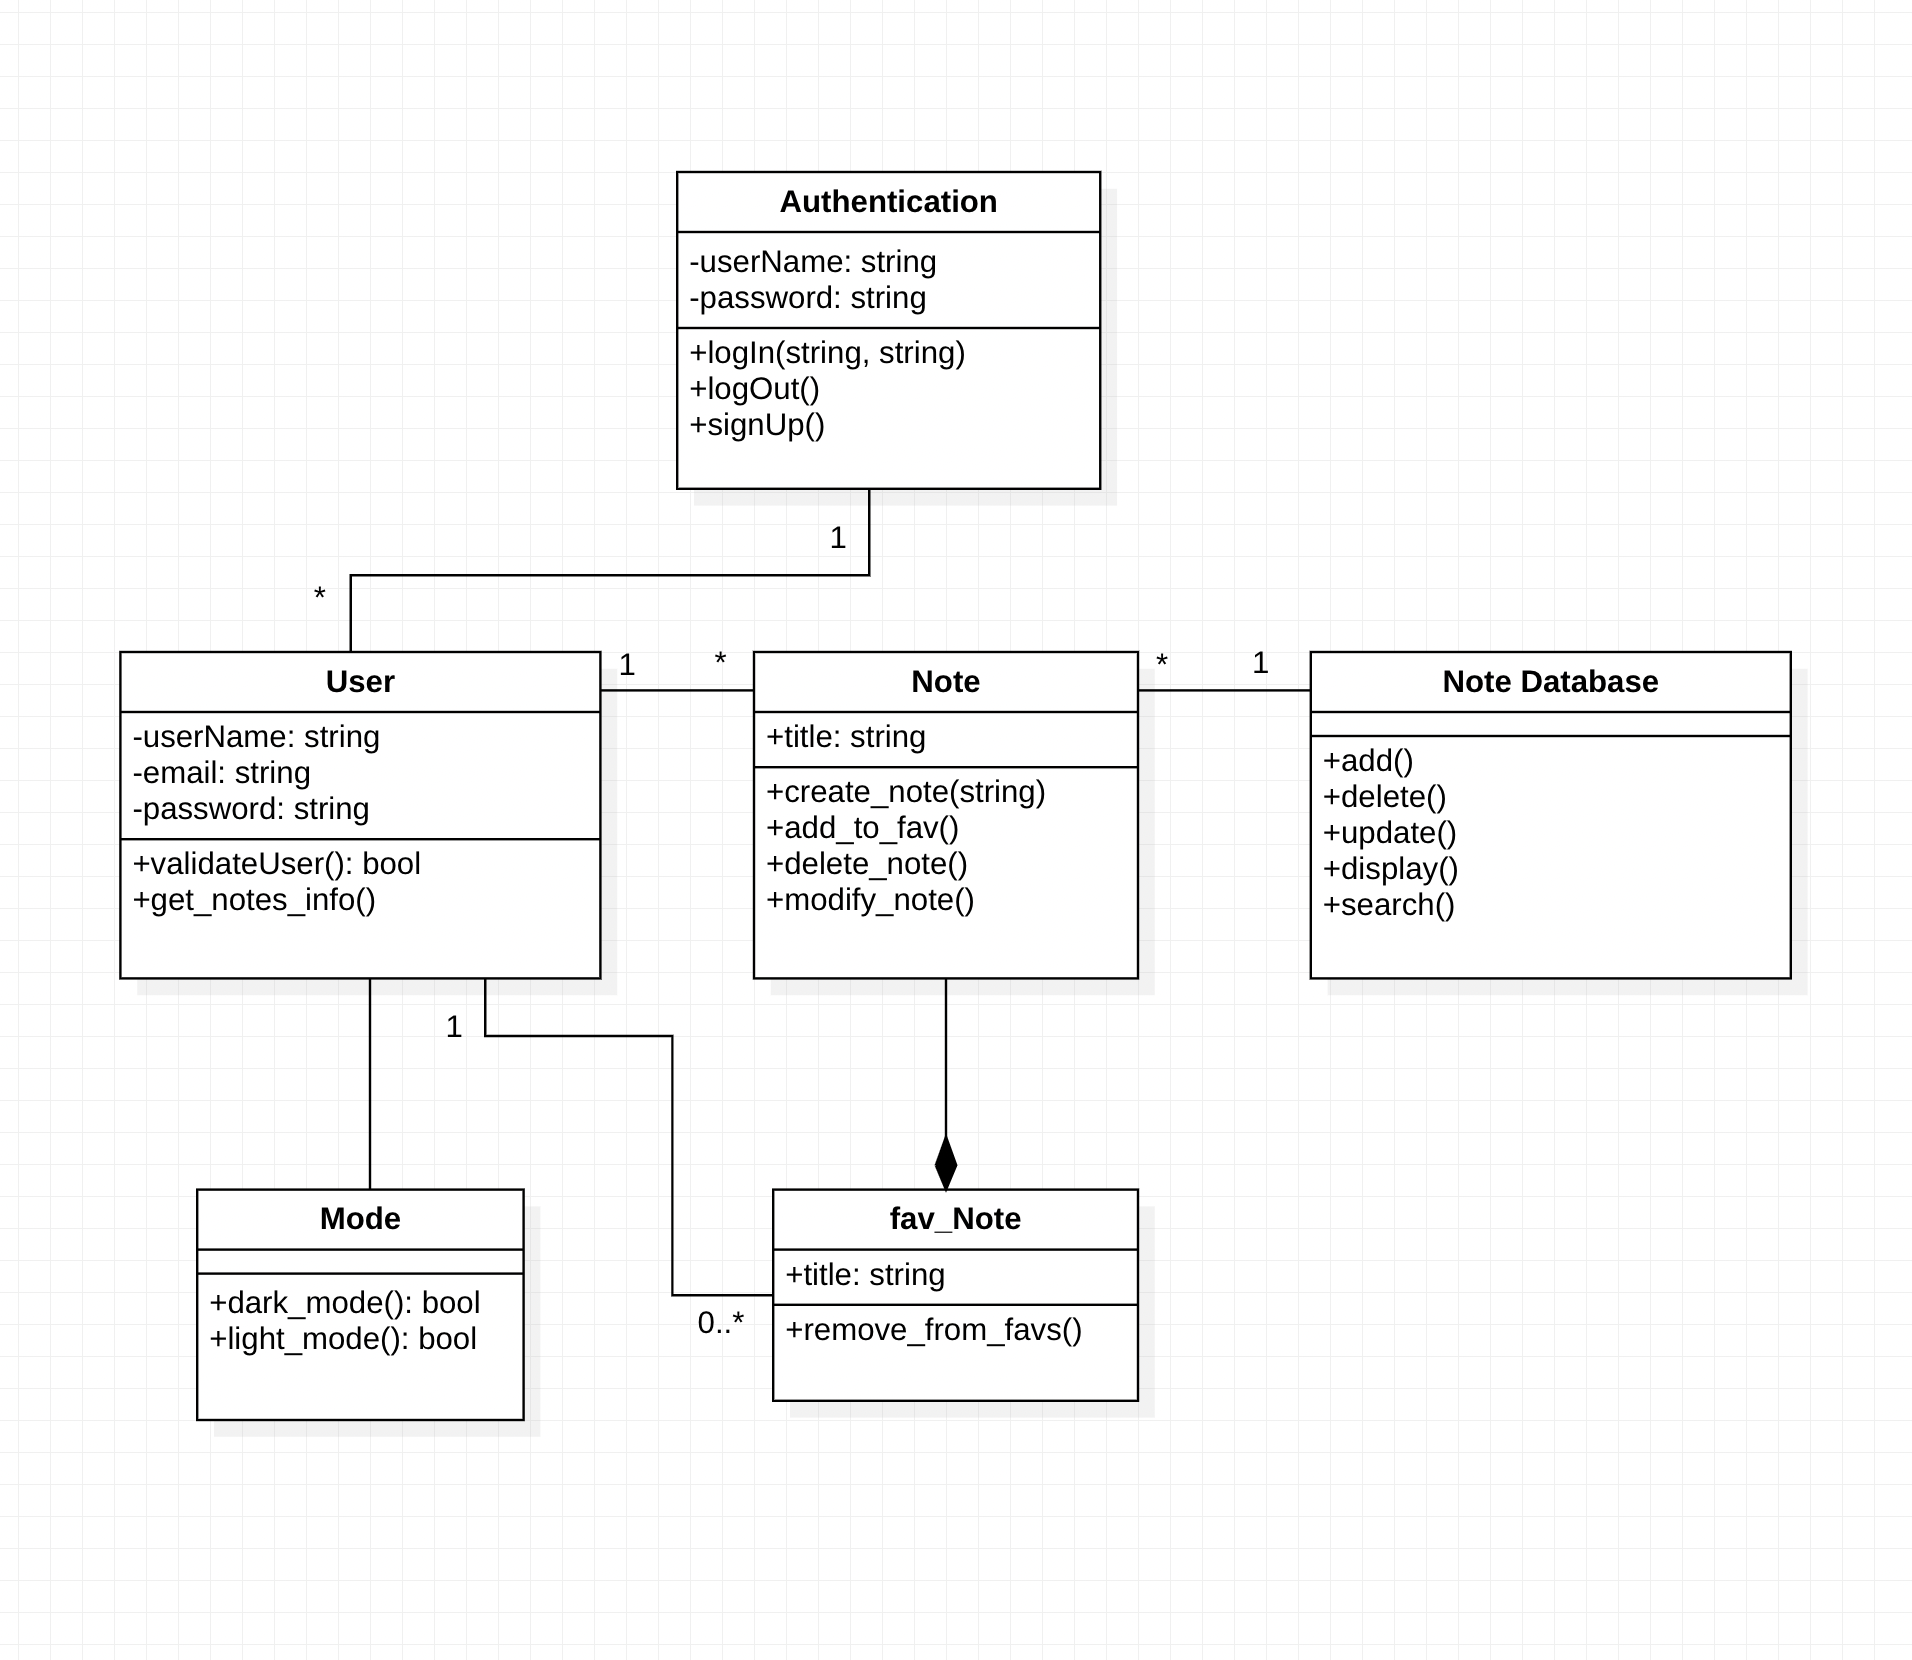 Authentication
-userName: string
-password: string
+logIn(string, string)
+logOut()
+signUp()
1
*
User
-userName: string
-email: string
-password: string
+validateUser(): bool
+get_notes_info()
1
*
Note
+title: string
+create_note(string)
+add_to_fav()
+delete_note()
+modify_note()
*
1
Note Database
+add()
+delete()
+update()
+display()
+search()
1
0..*
Mode
+dark_mode(): bool
+light_mode(): bool
fav_Note
+title: string
+remove_from_favs()